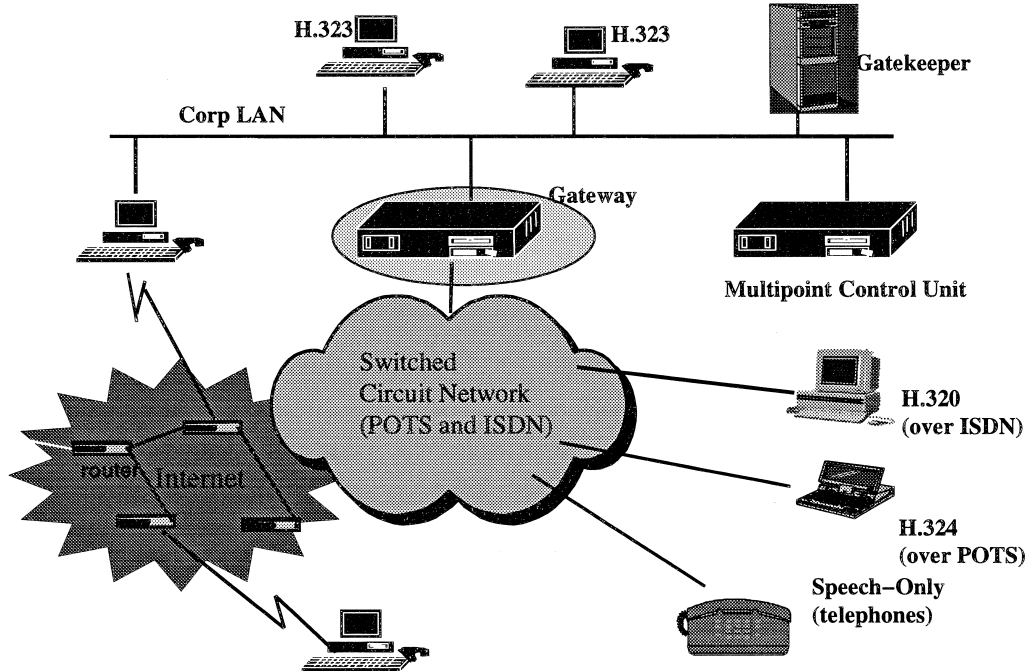 H.323
H.323
Gatekeeper
Corp LAN
Gateway
Multipoint Control Unit
Switched
Circuit Network
(POTS and ISDN)
H.320
(over ISDN)
router
Internet
H.324
(over POTS)
Speech-Only
(telephones)